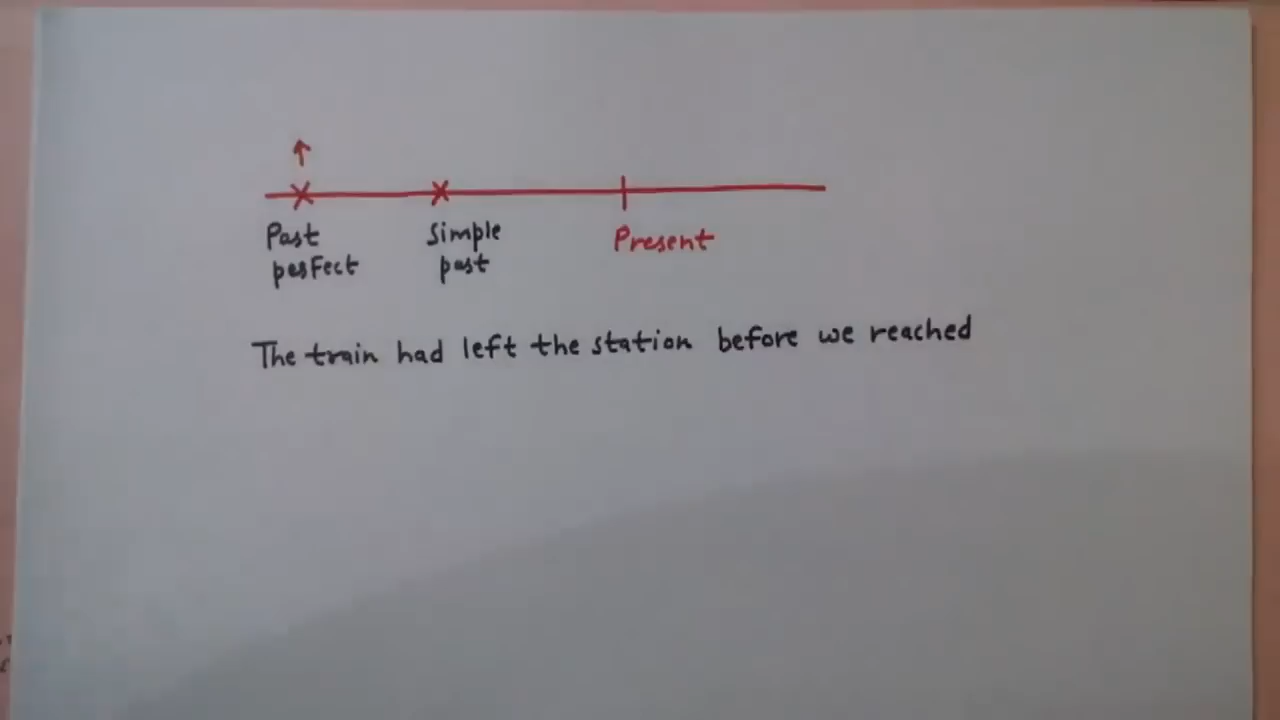 Past perfect
Simple past
Present
The train had left the station before we reached